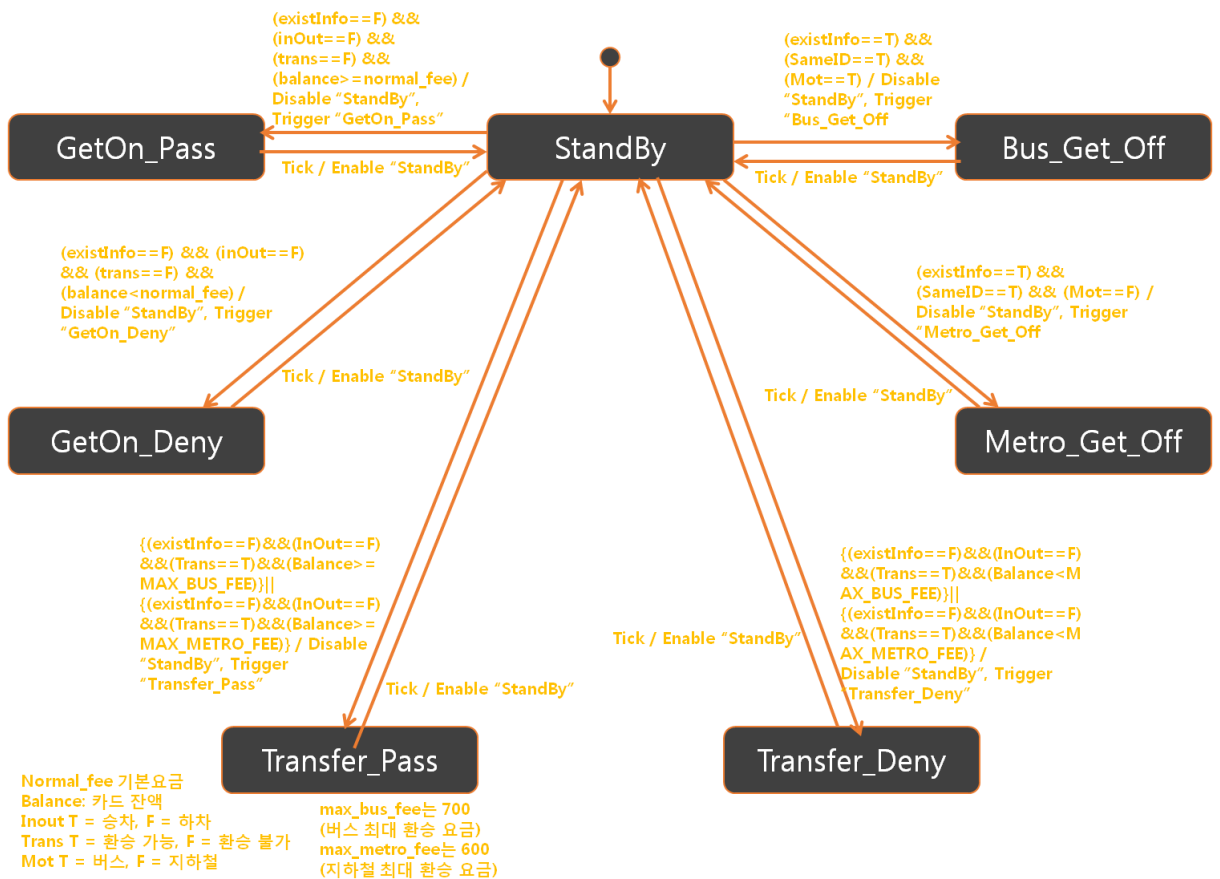 (existInfo==F) &&
(inOut==F) &&
(trans==F) &&
(balance>=normal_fee) /
Disable “StandBy”,
Trigger “GetOn_Pass”
(existInfo==T) &&
(SameID==T) &&
(Mot==T) / Disable
“StandBy”, Trigger
“Bus_Get_Off
GetOn_Pass
StandBy
Bus_Get_Off
Tick / Enable “StandBy”
Tick / Enable “StandBy”
(existInfo==F) && (inOut==F)
&& (trans==F) &&
(balance<normal_fee) /
Disable “StandBy”, Trigger
“GetOn_Deny”
(existInfo==T) &&
(SameID==T) && (Mot==F) /
Disable “StandBy”, Trigger
“Metro_Get_Off
Tick / Enable “StandBy”
Tick / Enable “StandBy”
GetOn_Deny
Metro_Get_Off
{(existInfo==F)&&(InOut==F)
&&(Trans==T)&&(Balance>=
MAX_BUS_FEE)}||
{(existInfo==F)&&(InOut==F)
&&(Trans==T)&&(Balance>=
MAX_METRO_FEE)} / Disable
“StandBy”, Trigger
“Transfer_Pass”
{(existInfo==F)&&(InOut==F)
&&(Trans==T)&&(Balance<M
AX_BUS_FEE)}||
{(existInfo==F)&&(InOut==F)
&&(Trans==T)&&(Balance<M
AX_METRO_FEE)} /
Disable “StandBy”, Trigger
“Transfer_Deny”
Tick / Enable “StandBy”
Tick / Enable “StandBy”
Transfer_Pass
Transfer_Deny
Normal_fee 기본요금
Balance: 카드 잔액
Inout T = 승차, F = 하차
Trans T = 환승 가능, F = 환승 불가
Mot T = 버스, F = 지하철
max_bus_fee는 700
(버스 최대 환승 요금)
max_metro_fee는 600
(지하철 최대 환승 요금)